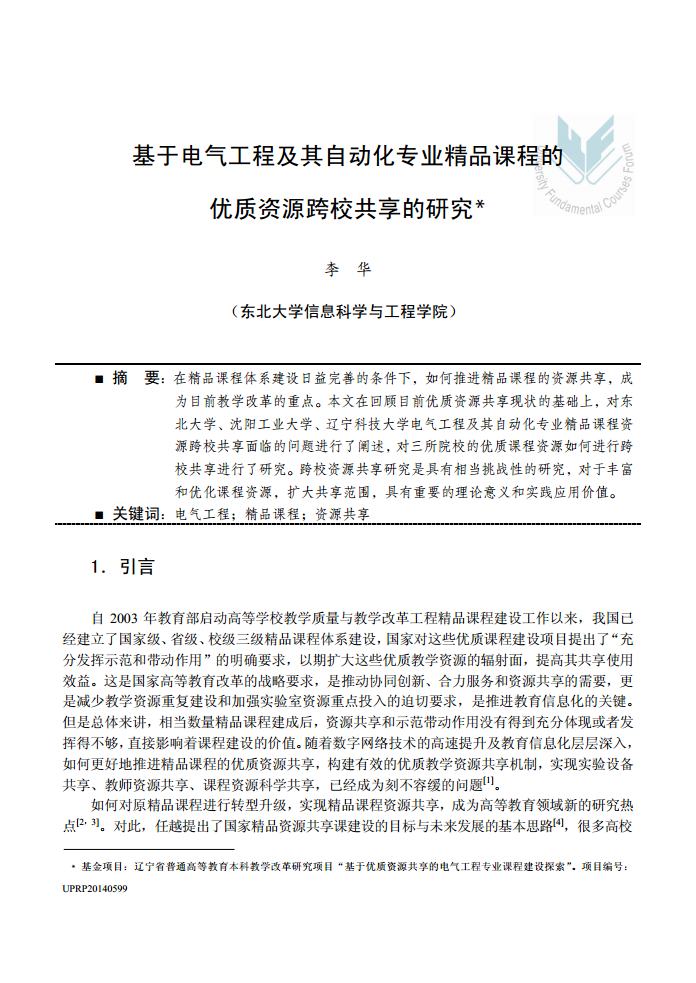 基于电气工程及其自动化专业精品课程的
优质资源跨校共享的研究*
University Fundamental Courses Forum
李 华
（东北大学信息科学与工程学院）
■ 摘 要：在精品课程体系建设日益完善的条件下，如何推进精品课程的资源共享，成
为目前教学改革的重点。本文在回顾目前优质资源共享现状的基础上，对东
北大学、沈阳工业大学、辽宁科技大学电气工程及其自动化专业精品课程资
源跨校共享面临的问题进行了阐述，对三所院校的优质课程资源如何进行跨
校共享进行了研究。跨校资源共享研究是具有相当挑战性的研究，对于丰富
和优化课程资源，扩大共享范围，具有重要的理论意义和实践应用价值。
■ 关键词：电气工程；精品课程；资源共享
1．引言
自 2003 年教育部启动高等学校教学质量与教学改革工程精品课程建设工作以来，我国已
经建立了国家级、省级、校级三级精品课程体系建设，国家对这些优质课程建设项目提出了“充
分发挥示范和带动作用”的明确要求，以期扩大这些优质教学资源的辐射面，提高其共享使用
效益。这是国家高等教育改革的战略要求，是推动协同创新、合力服务和资源共享的需要，更
是减少教学资源重复建设和加强实验室资源重点投入的迫切要求，是推进教育信息化的关键。
但是总体来讲，相当数量精品课程建成后，资源共享和示范带动作用没有得到充分体现或者发
挥得不够，直接影响着课程建设的价值。随着数字网络技术的高速提升及教育信息化层层深入，
如何更好地推进精品课程的优质资源共享，构建有效的优质教学资源共享机制，实现实验设备
共享、教师资源共享、课程资源科学共享，已经成为刻不容缓的问题[1]。
如何对原精品课程进行转型升级，实现精品课程资源共享，成为高等教育领域新的研究热
点[2, 3]。对此，任越提出了国家精品资源共享课建设的目标与未来发展的基本思路[4]，很多高校
* 基金项目：辽宁省普通高等教育本科教学改革研究项目“基于优质资源共享的电气工程专业课程建设探索”。项目编号：
UPRP20140599